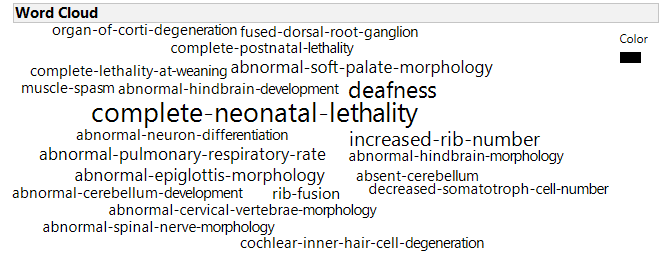 Word Cloud
organ-of-corti-degeneration fused-dorsal-root-ganglion
Color
complete-postnatal-lethality
complete-lethality-at-weaning abnormal-soft-palate-morphology
muscle-spasm abnormal-hindbrain-development deafness
complete-neonatal-lethality
abnormal-neuron-differentiation increased-rib-number
abnormal-pulmonary-respiratory-rate abnormal-hindbrain-morphology
abnormal-epiglottis-morphology absent-cerebellum
abnormal-cerebellum-development rib-fusion decreased-somatotroph-cell-number
abnormal-cervical-vertebrae-morphology
abnormal-spinal-nerve-morphology
cochlear-inner-hair-cell-degeneration